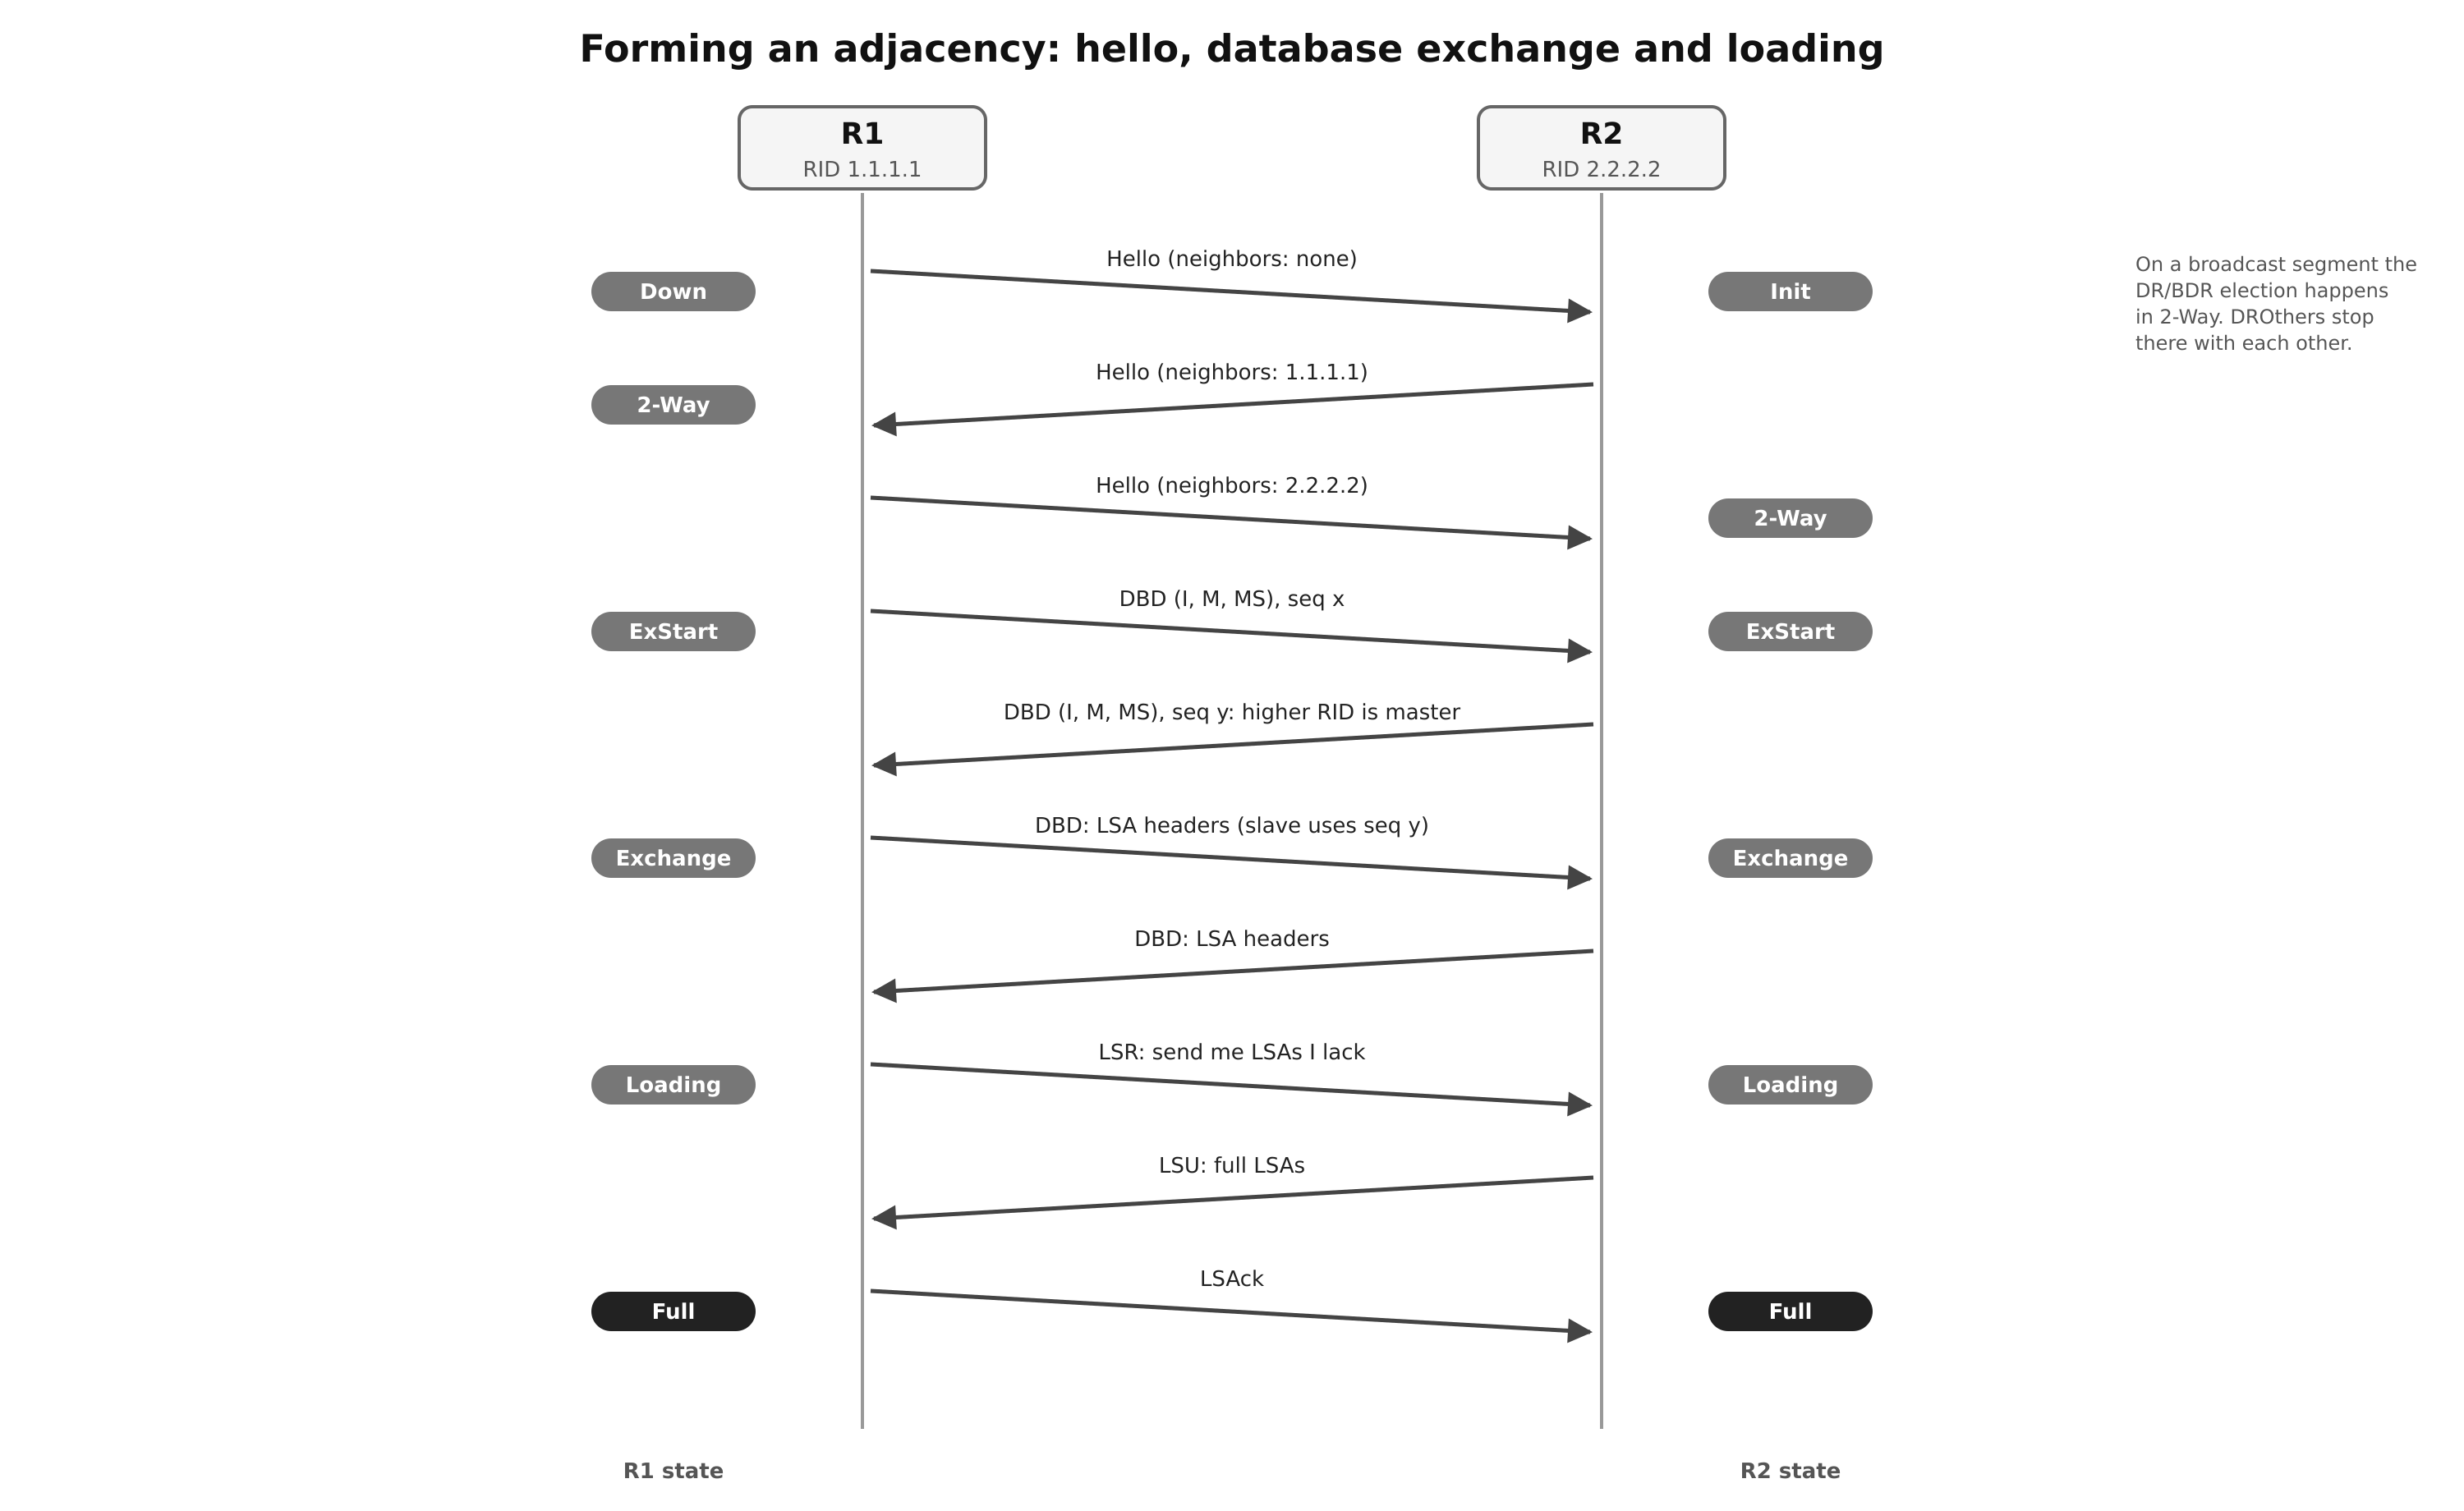 Forming an adjacency: hello, database exchange and loading
R1
RID 1.1.1.1
R2
RID 2.2.2.2
Hello (neighbors: none)
Down
Init
On a broadcast segment the
DR/BDR election happens
in 2-Way. DROthers stop
there with each other.
Hello (neighbors: 1.1.1.1)
2-Way
Hello (neighbors: 2.2.2.2)
2-Way
DBD (I, M, MS), seq x
ExStart
ExStart
DBD (I, M, MS), seq y: higher RID is master
DBD: LSA headers (slave uses seq y)
Exchange
Exchange
DBD: LSA headers
LSR: send me LSAs I lack
Loading
Loading
LSU: full LSAs
LSAck
Full
Full
R1 state
R2 state